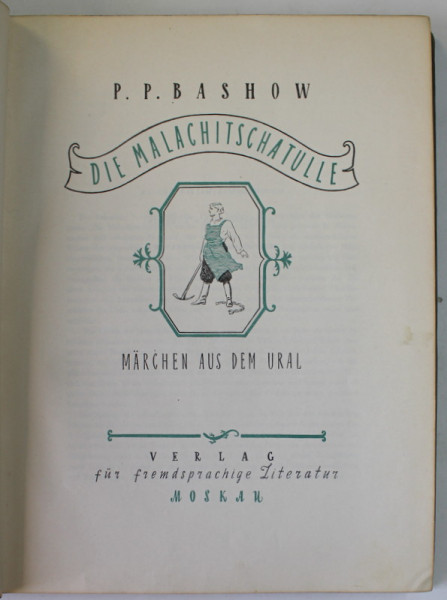 P. P. BASHOW
DIE MALACHITSCHATULLE
MÄRCHEN AUS DEM URAL
VERLAG
für fremdsprachige Literatur
MOSKAU